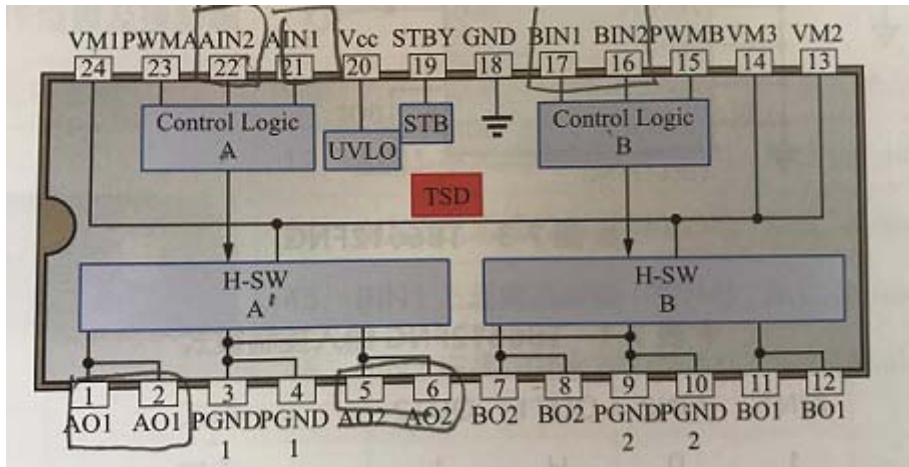 VM1 PWMA AIN2 AIN1 Vcc STBY GND BIN1 BIN2 PWMB VM3 VM2
24 23 22 21 20 19 18 17 16 15 14 13
Control Logic
A
UVLO
STB
Control Logic
B
TSD
H-SW
A
H-SW
B
1 2 3 4 5 6 7 8 9 10 11 12
AO1 AO1 PGND PGND AO2 AO2 BO2 BO2 PGND PGND BO1 BO1
1 1 2 2